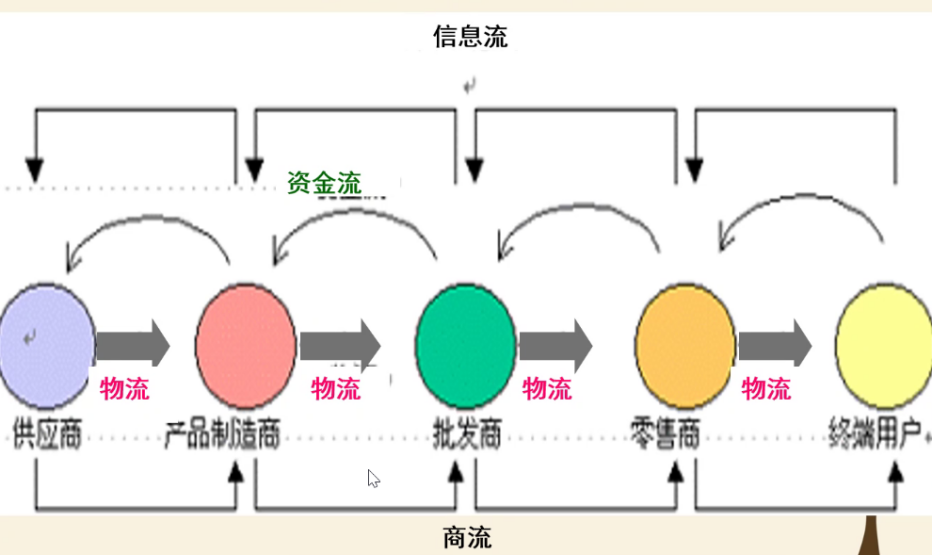 信息流
资金流
物流 物流 物流 物流
供应商 产品制造商 批发商 零售商 终端用户
商流